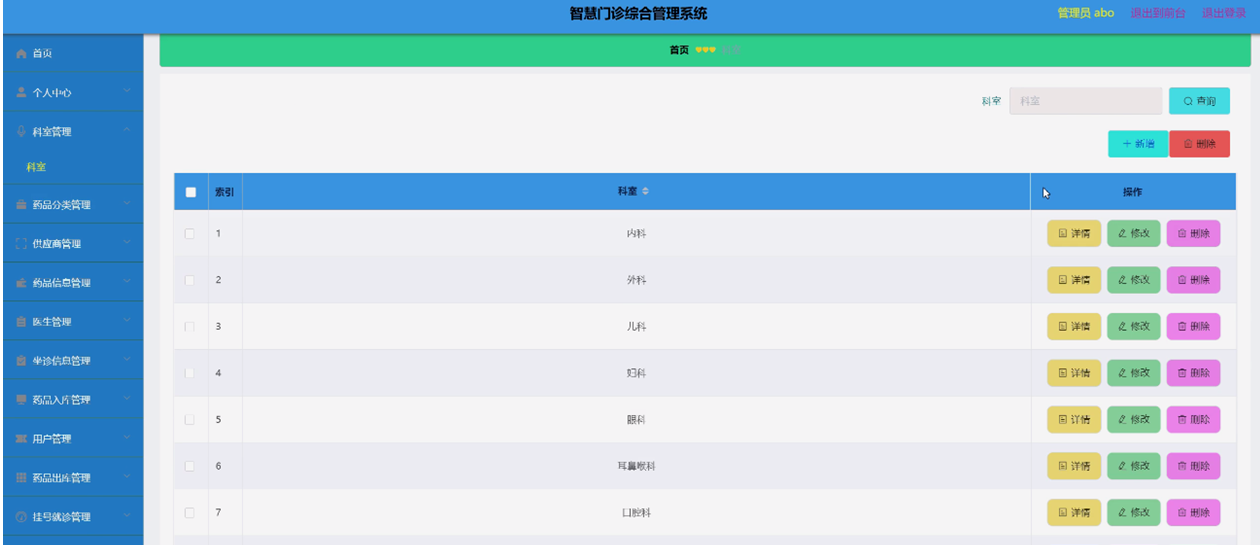 智慧门诊综合管理系统
管理员 abo 退出到前台 退出登录
首页
首页
个人中心
科室管理
科室
药品分类管理
供应商管理
药品信息管理
医生管理
坐诊信息管理
药品入库管理
用户管理
药品出库管理
挂号就诊管理
科室 科室 查询
新增 删除
索引 科室 操作
1 内科 详情 修改 删除
2 外科 详情 修改 删除
3 儿科 详情 修改 删除
4 妇科 详情 修改 删除
5 眼科 详情 修改 删除
6 耳鼻喉科 详情 修改 删除
7 口腔科 详情 修改 删除